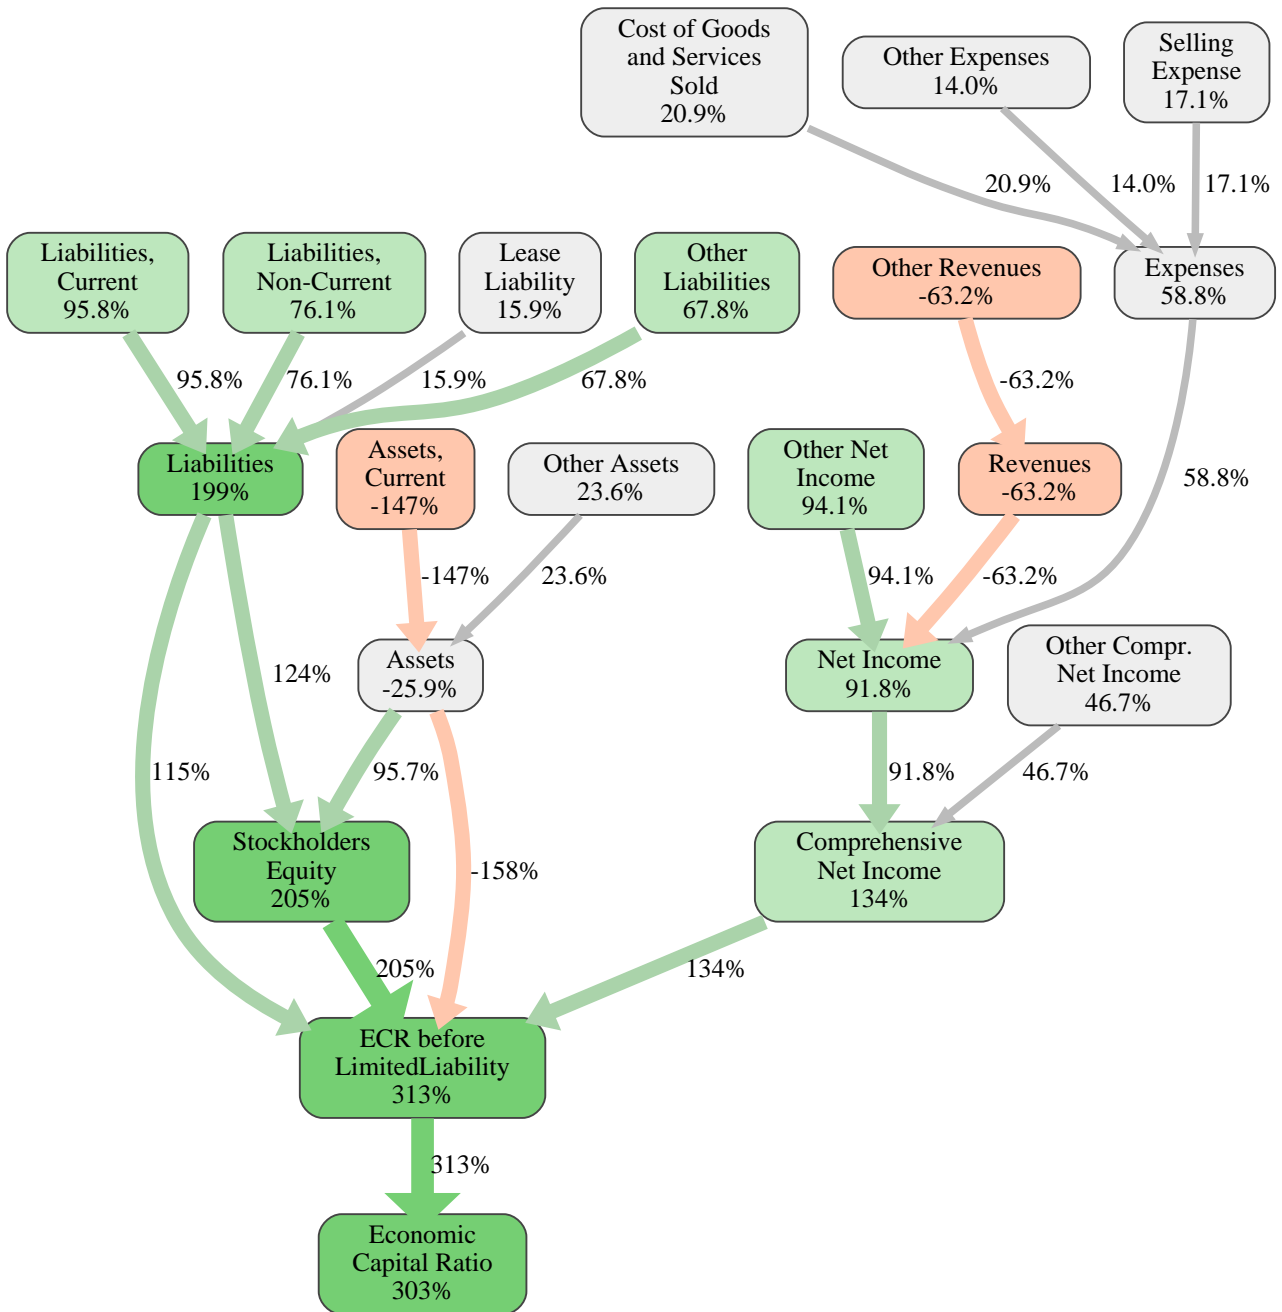 Cost of Goods
and Services
Sold
20.9%
Other Expenses
14.0%
Selling
Expense
17.1%
20.9%
14.0%
17.1%
Liabilities,
Current
95.8%
Liabilities,
Non-Current
76.1%
Lease
Liability
15.9%
Other
Liabilities
67.8%
Other Revenues
-63.2%
Expenses
58.8%
95.8%
76.1%
15.9%
67.8%
-63.2%
58.8%
Liabilities
199%
Assets,
Current
-147%
Other Assets
23.6%
Other Net
Income
94.1%
Revenues
-63.2%
-147%
23.6%
94.1%
-63.2%
124%
115%
Assets
-25.9%
Net Income
91.8%
Other Compr.
Net Income
46.7%
95.7%
-158%
91.8%
46.7%
Stockholders
Equity
205%
Comprehensive
Net Income
134%
205%
134%
ECR before
LimitedLiability
313%
313%
Economic
Capital Ratio
303%